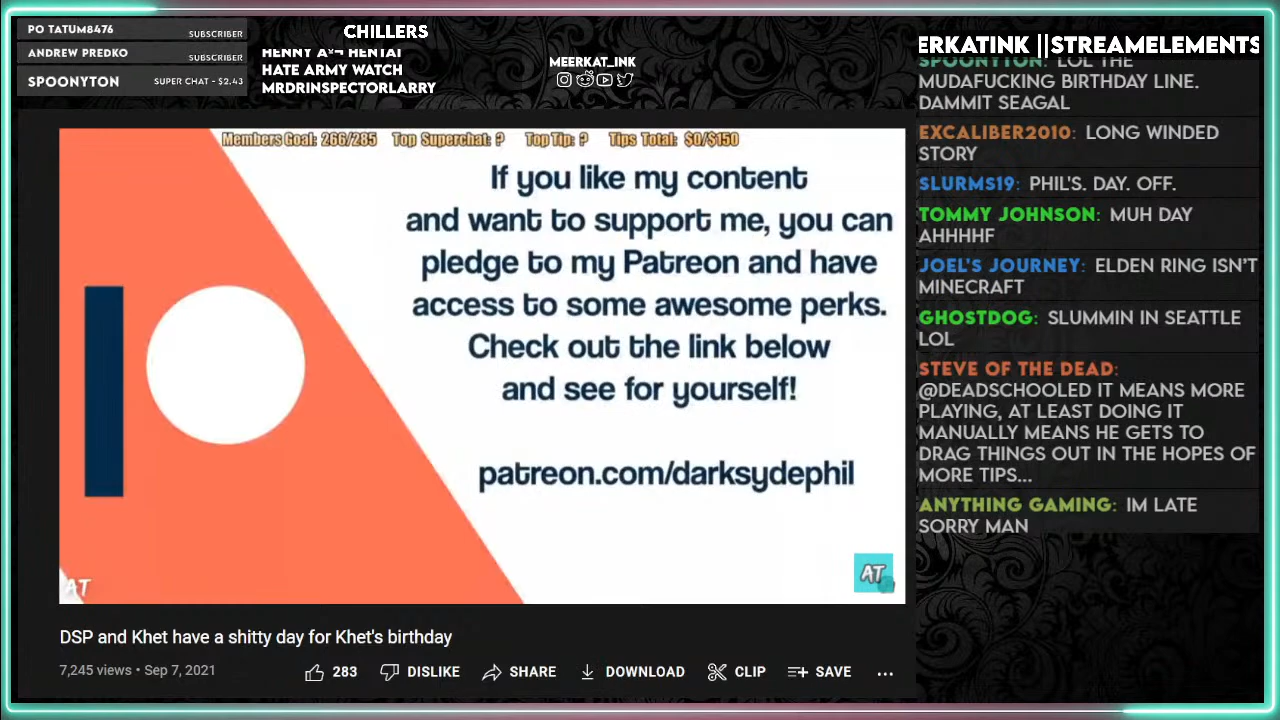 PO TATUM8476 SUBSCRIBER
ANDREW PREDKO SUBSCRIBER
SPOONYTON SUPER CHAT - $2.43
CHILLERS
HENNY HENTAI
HATE ARMY WATCH
MRDRINSPECTORLARRY
MEERKAT_INK
ERKATINK ||STREAMELEMENTS
SPOONYTON: LOL THE
MUDAFUCKING BIRTHDAY LINE.
DAMMIT SEAGAL
EXCALIBER2010: LONG WINDED
STORY
SLURMS19: PHIL'S. DAY. OFF.
TOMMY JOHNSON: MUH DAY
AHHHHF
JOEL'S JOURNEY: ELDEN RING ISN'T
MINECRAFT
GHOSTDOG: SLUMMIN IN SEATTLE
LOL
STEVE OF THE DEAD:
@DEADSCHOOLED IT MEANS MORE
PLAYING, AT LEAST DOING IT
MANUALLY MEANS HE GETS TO
DRAG THINGS OUT IN THE HOPES OF
MORE TIPS...
ANYTHING GAMING: IM LATE
SORRY MAN
Members Goal: 266/285 Top Superchat: ? Top Tip: ? Tips Total: $0/$150
If you like my content
and want to support me, you can
pledge to my Patreon and have
access to some awesome perks.
Check out the link below
and see for yourself!
patreon.com/darksydephil
AT
AT
DSP and Khet have a shitty day for Khet's birthday
7,245 views • Sep 7, 2021
283 DISLIKE SHARE DOWNLOAD CLIP SAVE ...